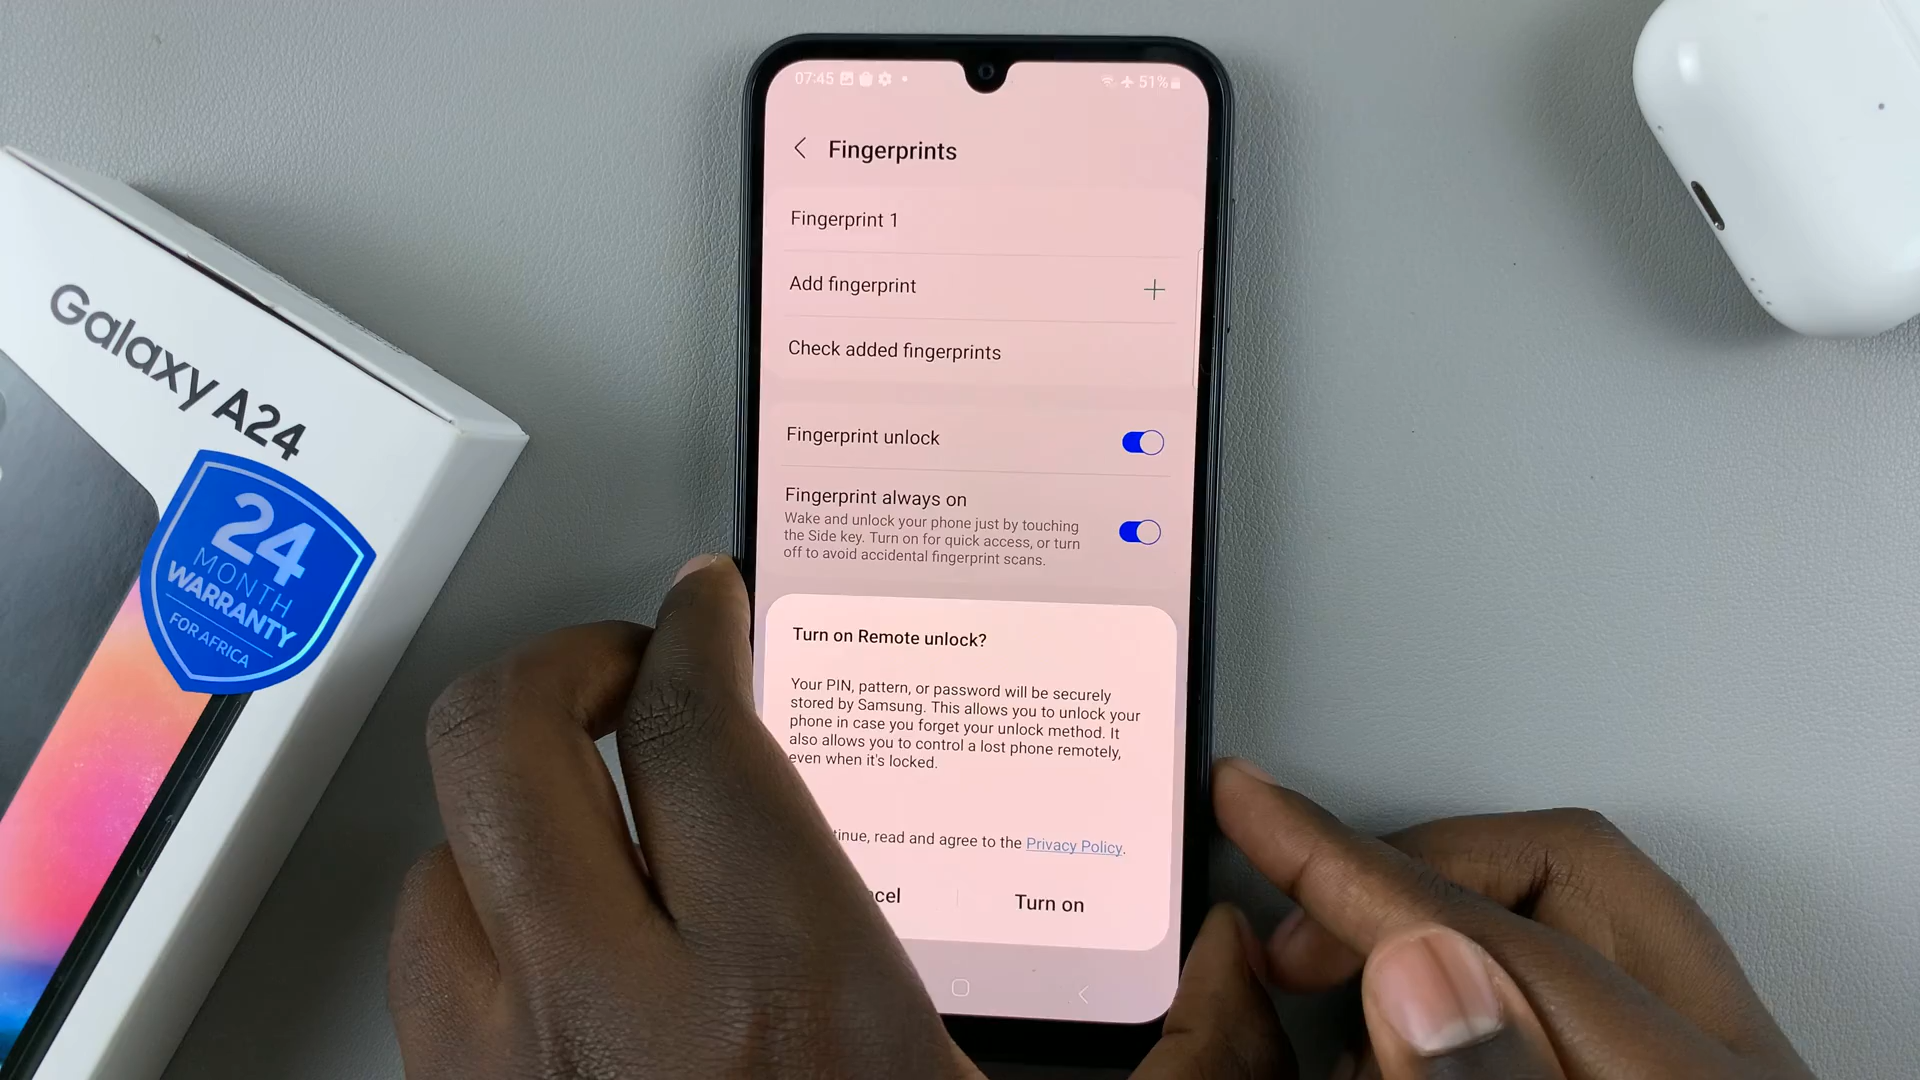 07:45
51%
Fingerprints
Fingerprint 1
Add fingerprint
Check added fingerprints
Fingerprint unlock
Fingerprint always on
Wake and unlock your phone just by touching
the Side key. Turn on for quick access, or turn
off to avoid accidental fingerprint scans.
Turn on Remote unlock?
Your PIN, pattern, or password will be securely
stored by Samsung. This allows you to unlock your
phone in case you forget your unlock method. It
also allows you to control a lost phone remotely,
even when it's locked.
tinue, read and agree to the Privacy Policy.
cel
Turn on
Galaxy A24
24
MONTH
WARRANTY
FOR AFRICA